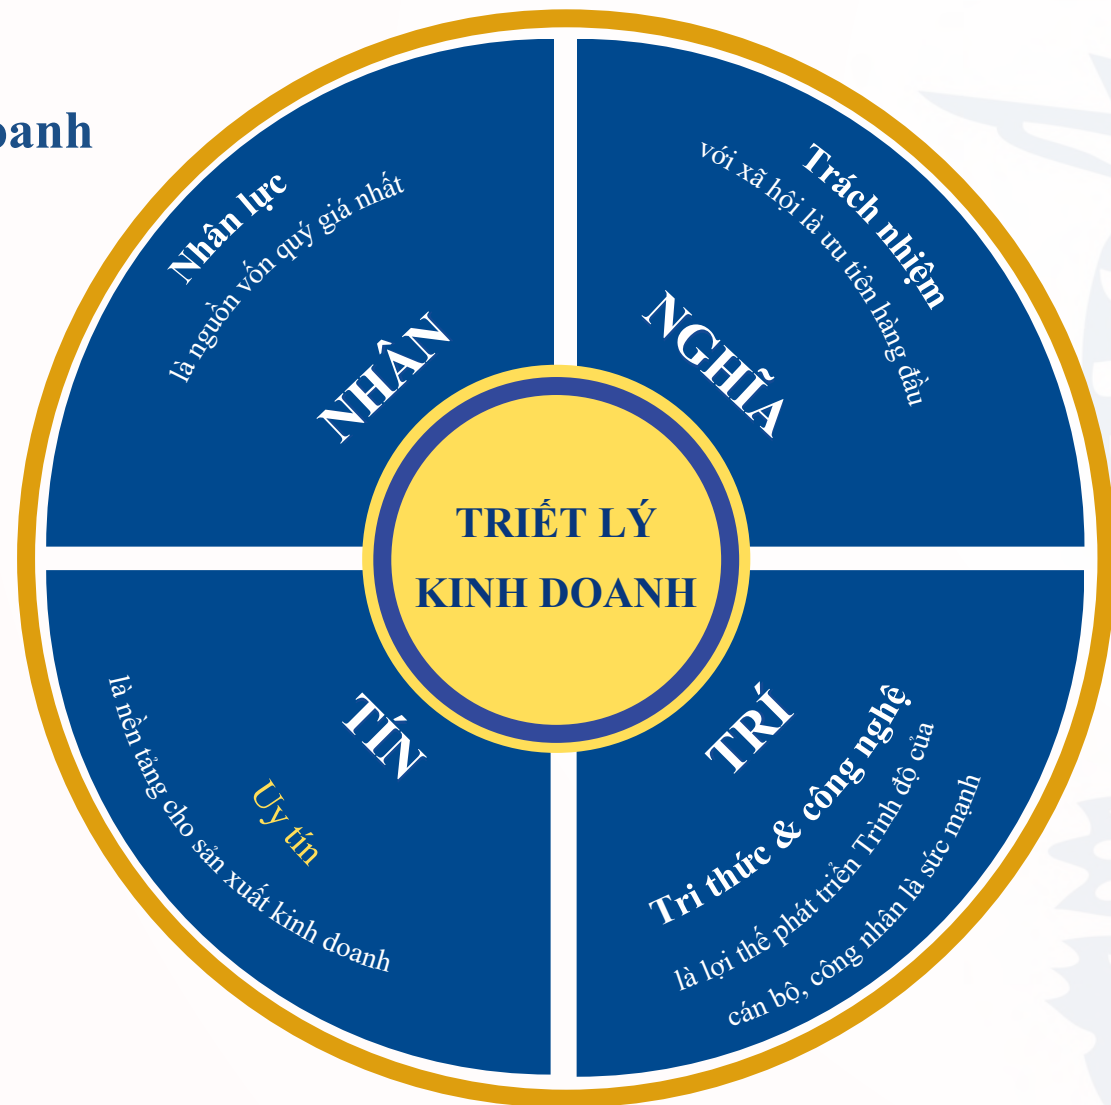 oanh
Nhân lực
là nguồn vốn quý giá nhất
NHÂN
Trách nhiệm
với xã hội là ưu tiên hàng đầu
NGHĨA
TRIẾT LÝ
KINH DOANH
TÍN
Uy tín
là nền tảng cho sản xuất kinh doanh
TRÍ
Tri thức & công nghệ
là lợi thế phát triển Trình độ của
cán bộ, công nhân là sức mạnh